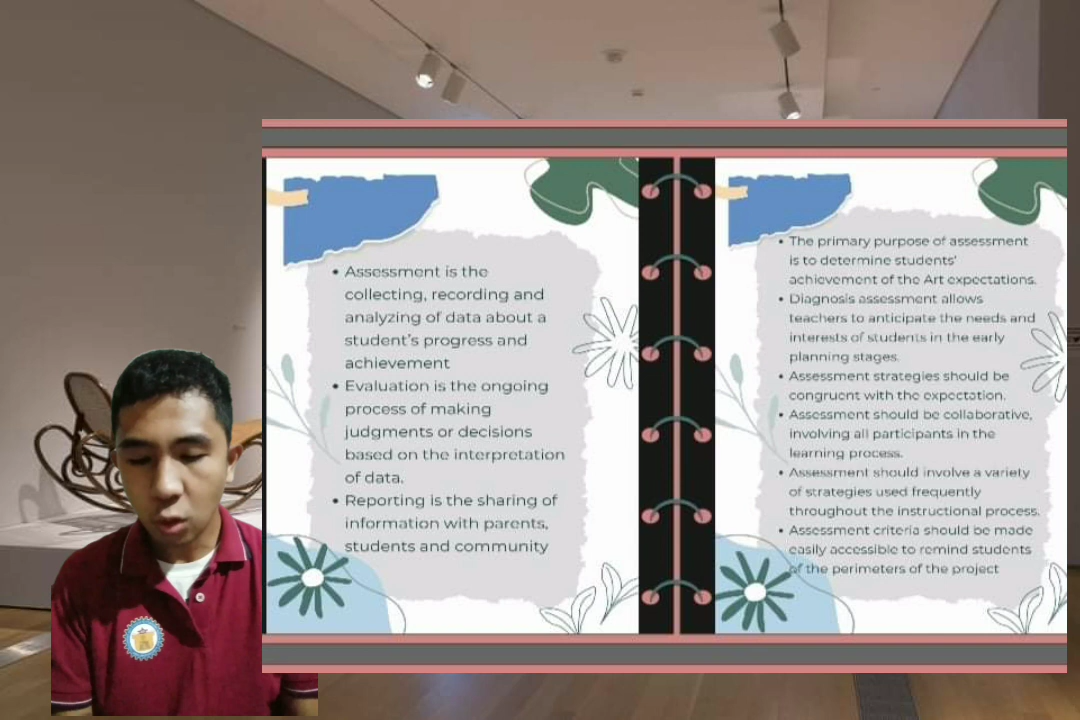 • Assessment is the
collecting, recording and
analyzing of data about a
student's progress and
achievement
• Evaluation is the ongoing
process of making
judgments or decisions
based on the interpretation
of data.
• Reporting is the sharing of
information with parents,
students and community
• The primary purpose of assessment
is to determine students'
achievement of the Art expectations.
• Diagnosis assessment allows
teachers to anticipate the needs and
interests of students in the early
planning stages.
• Assessment strategies should be
congruent with the expectation.
• Assessment should be collaborative,
involving all participants in the
learning process.
• Assessment should involve a variety
of strategies used frequently
throughout the instructional process.
• Assessment criteria should be made
easily accessible to remind students
of the perimeters of the project